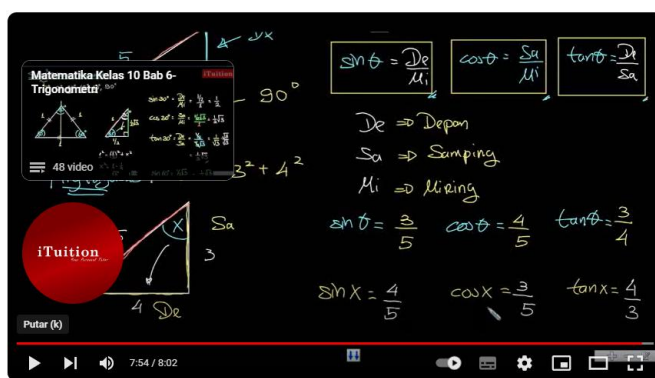 sin θ = De/Mi cos θ = Sa/Mi tan θ = De/Sa
Matematika Kelas 10 Bab 6- Trigonometri
iTuition
48 video
90°
3² + 4²
De ⇒ Depan
Sa ⇒ Samping
Mi ⇒ Miring
sin θ = 3/5 cos θ = 4/5 tan θ = 3/4
x
Sa
3
4 De
iTuition
sin x = 4/5 cos x = 3/5 tan x = 4/3
Putar (k)
7:54 / 8:02